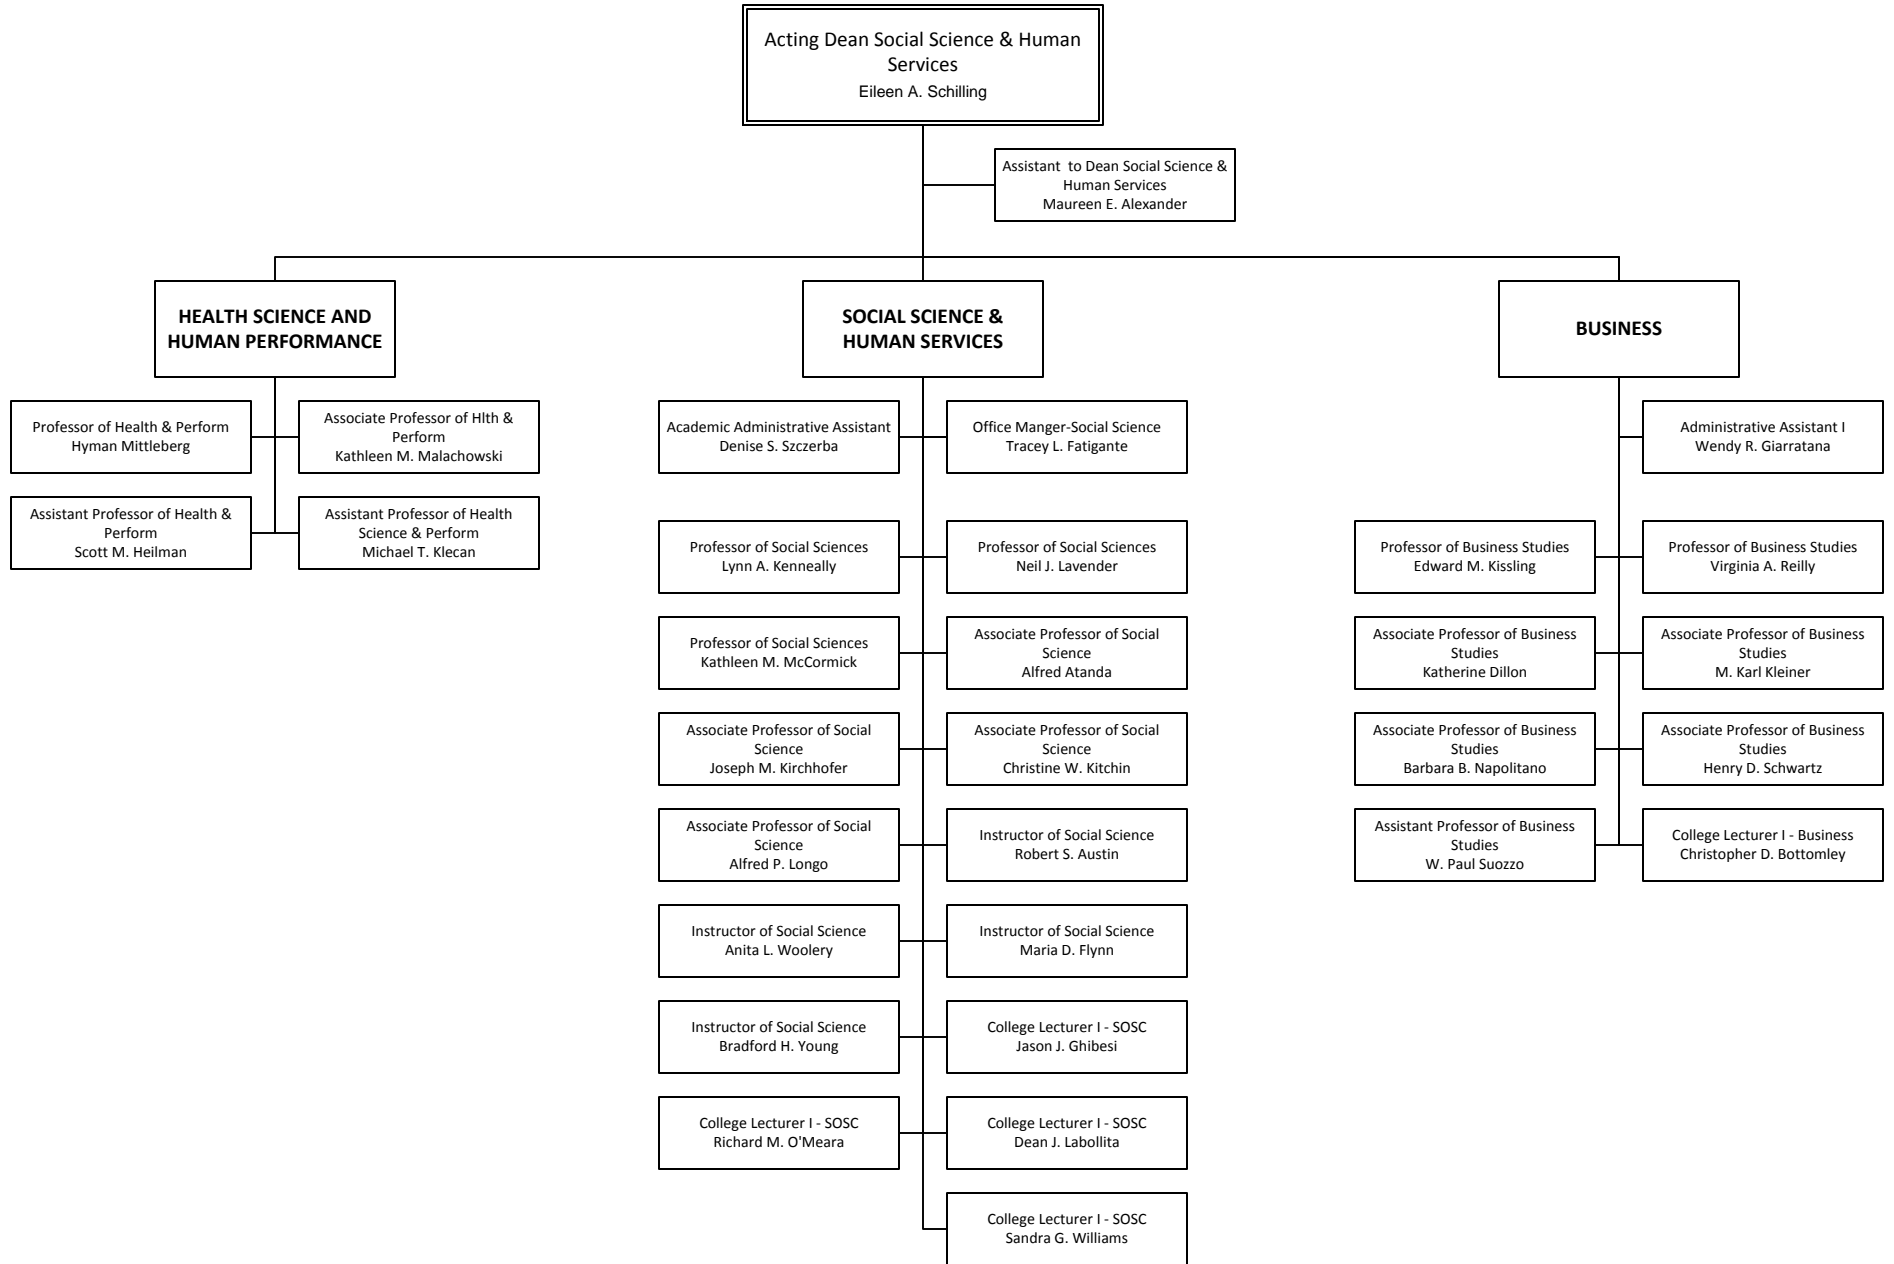 Acting Dean Social Science & Human
Services
Eileen A. Schilling
Assistant  to Dean Social Science &
Human Services
Maureen E. Alexander
HEALTH SCIENCE AND
HUMAN PERFORMANCE
Professor of Health & Perform
Hyman Mittleberg
Associate Professor of Hlth &
Perform
Kathleen M. Malachowski
Assistant Professor of Health &
Perform
Scott M. Heilman
Assistant Professor of Health
Science & Perform
Michael T. Klecan
SOCIAL SCIENCE &
HUMAN SERVICES
Academic Administrative Assistant
Denise S. Szczerba
Office Manger-Social Science
Tracey L. Fatigante
Professor of Social Sciences
Lynn A. Kenneally
Professor of Social Sciences
Neil J. Lavender
Professor of Social Sciences
Kathleen M. McCormick
Associate Professor of Social
Science
Alfred Atanda
Associate Professor of Social
Science
Joseph M. Kirchhofer
Associate Professor of Social
Science
Christine W. Kitchin
Associate Professor of Social
Science
Alfred P. Longo
Instructor of Social Science
Robert S. Austin
Instructor of Social Science
Anita L. Woolery
Instructor of Social Science
Maria D. Flynn
Instructor of Social Science
Bradford H. Young
College Lecturer I - SOSC
Jason J. Ghibesi
College Lecturer I - SOSC
Richard M. O'Meara
College Lecturer I - SOSC
Dean J. Labollita
College Lecturer I - SOSC
Sandra G. Williams
BUSINESS
Administrative Assistant I
Wendy R. Giarratana
Professor of Business Studies
Edward M. Kissling
Professor of Business Studies
Virginia A. Reilly
Associate Professor of Business
Studies
Katherine Dillon
Associate Professor of Business
Studies
M. Karl Kleiner
Associate Professor of Business
Studies
Barbara B. Napolitano
Associate Professor of Business
Studies
Henry D. Schwartz
Assistant Professor of Business
Studies
W. Paul Suozzo
College Lecturer I - Business
Christopher D. Bottomley